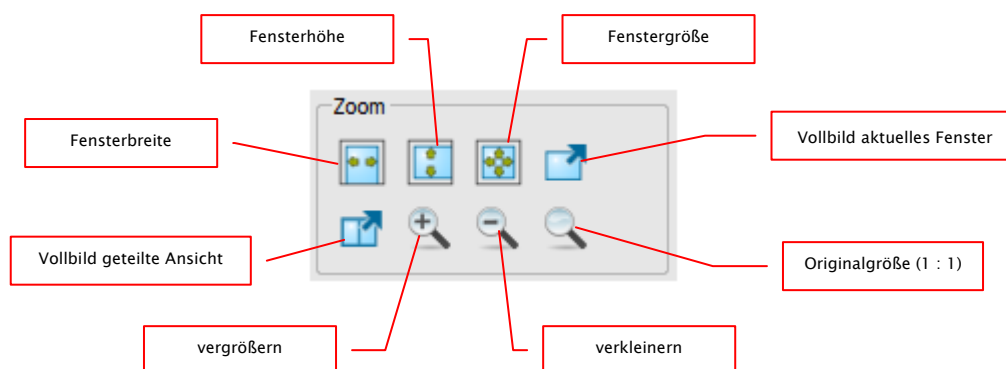 Fensterhöhe
Fenstergröße
Zoom
Fensterbreite
Vollbild aktuelles Fenster
Vollbild geteilte Ansicht
Originalgröße (1 : 1)
vergrößern
verkleinern